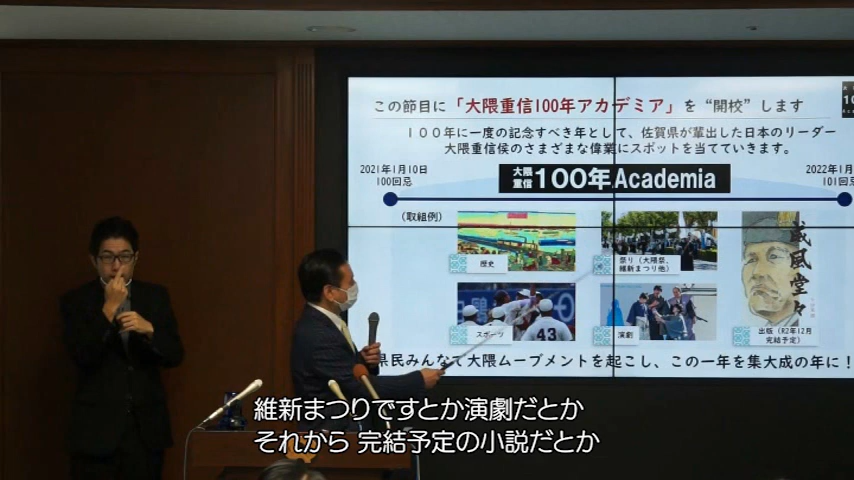 この節目に「大隈重信100年アカデミア」を“開校”します
１００年に一度の記念すべき年として、佐賀県が輩出した日本のリーダー
大隈重信侯のさまざまな偉業にスポットを当てていきます。
2021年1月10日
100回忌
大隈重信100年Academia
2022年1月
101回忌
（取組例）
歴史
祭り（大隈祭、
維新まつり他）
威風堂々
スポーツ
43
演劇
出版（R2年12月
完結予定）
県民みんなで大隈ムーブメントを起こし、この一年を集大成の年に！
維新まつりですとか演劇だとか
それから 完結予定の小説だとか